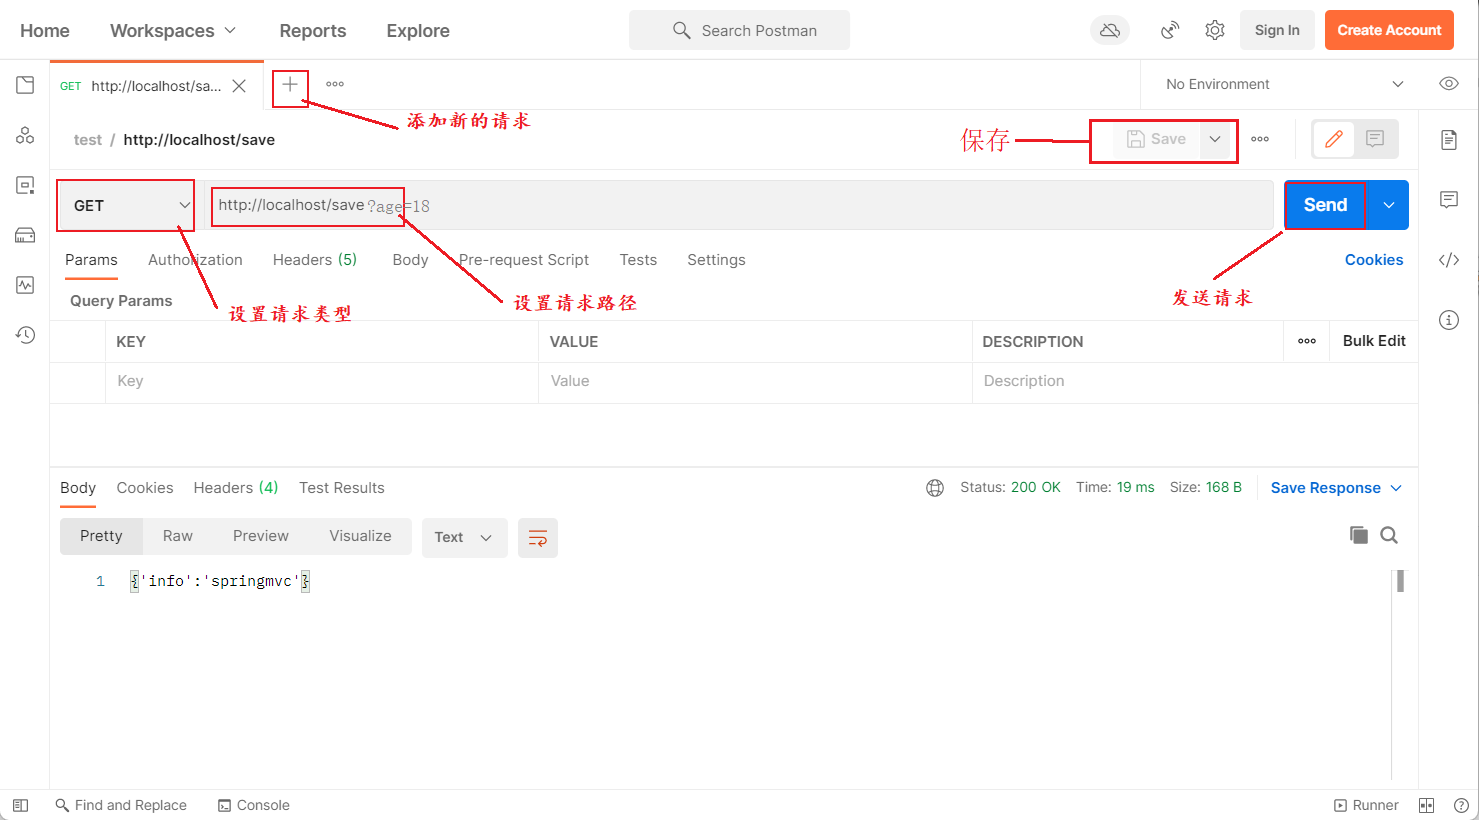 Home Workspaces Reports Explore Search Postman Sign In Create Account
GET http://localhost/sa... No Environment
添加新的请求
test / http://localhost/save 保存 Save
GET http://localhost/save ?age=18 Send
Params Authorization Headers (5) Body Pre-request Script Tests Settings Cookies
Query Params 设置请求类型 设置请求路径 发送请求
KEY VALUE DESCRIPTION Bulk Edit
Key Value Description
Body Cookies Headers (4) Test Results Status: 200 OK Time: 19 ms Size: 168 B Save Response
Pretty Raw Preview Visualize Text
1 {'info':'springmvc'}
Find and Replace Console Runner